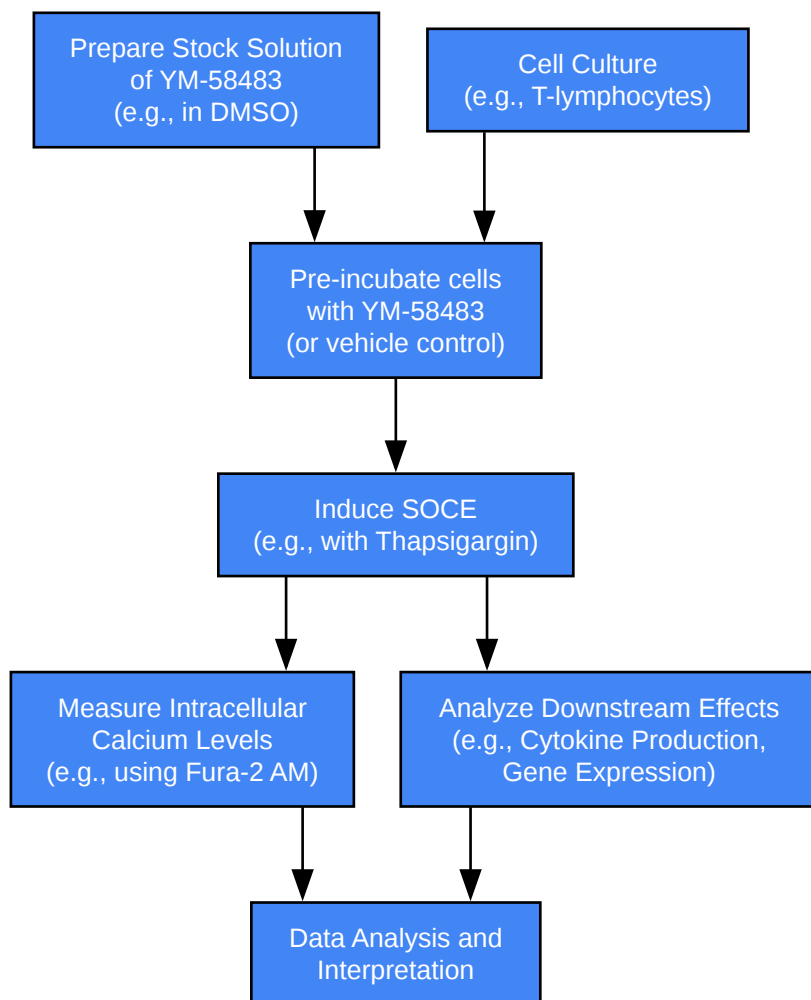 Prepare Stock Solution
of YM-58483
(e.g., in DMSO)
Cell Culture
(e.g., T-lymphocytes)
Pre-incubate cells
with YM-58483
(or vehicle control)
Induce SOCE
(e.g., with Thapsigargin)
Measure Intracellular
Calcium Levels
(e.g., using Fura-2 AM)
Analyze Downstream Effects
(e.g., Cytokine Production,
Gene Expression)
Data Analysis and
Interpretation